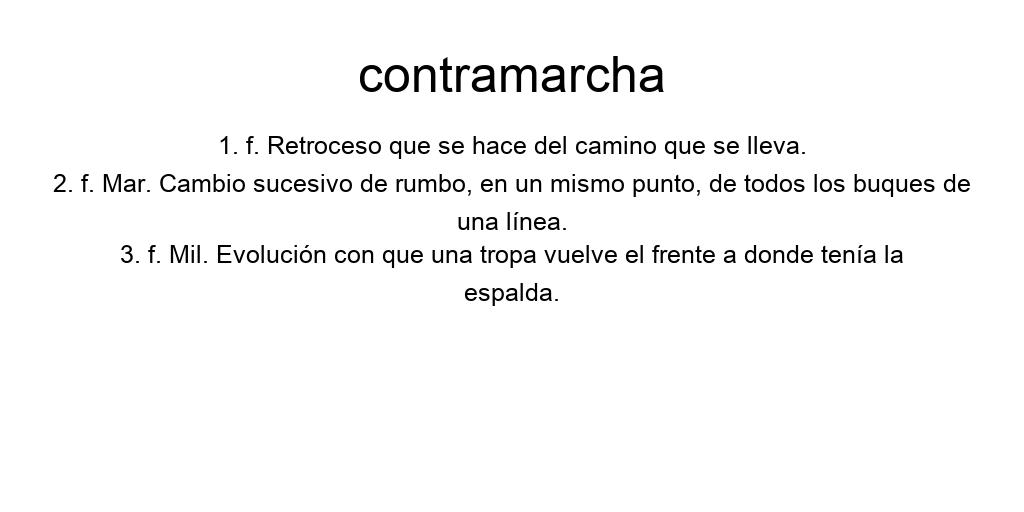 contramarcha
1. f. Retroceso que se hace del camino que se lleva.
2. f. Mar. Cambio sucesivo de rumbo, en un mismo punto, de todos los buques de
una línea.
3. f. Mil. Evolución con que una tropa vuelve el frente a donde tenía la
espalda.